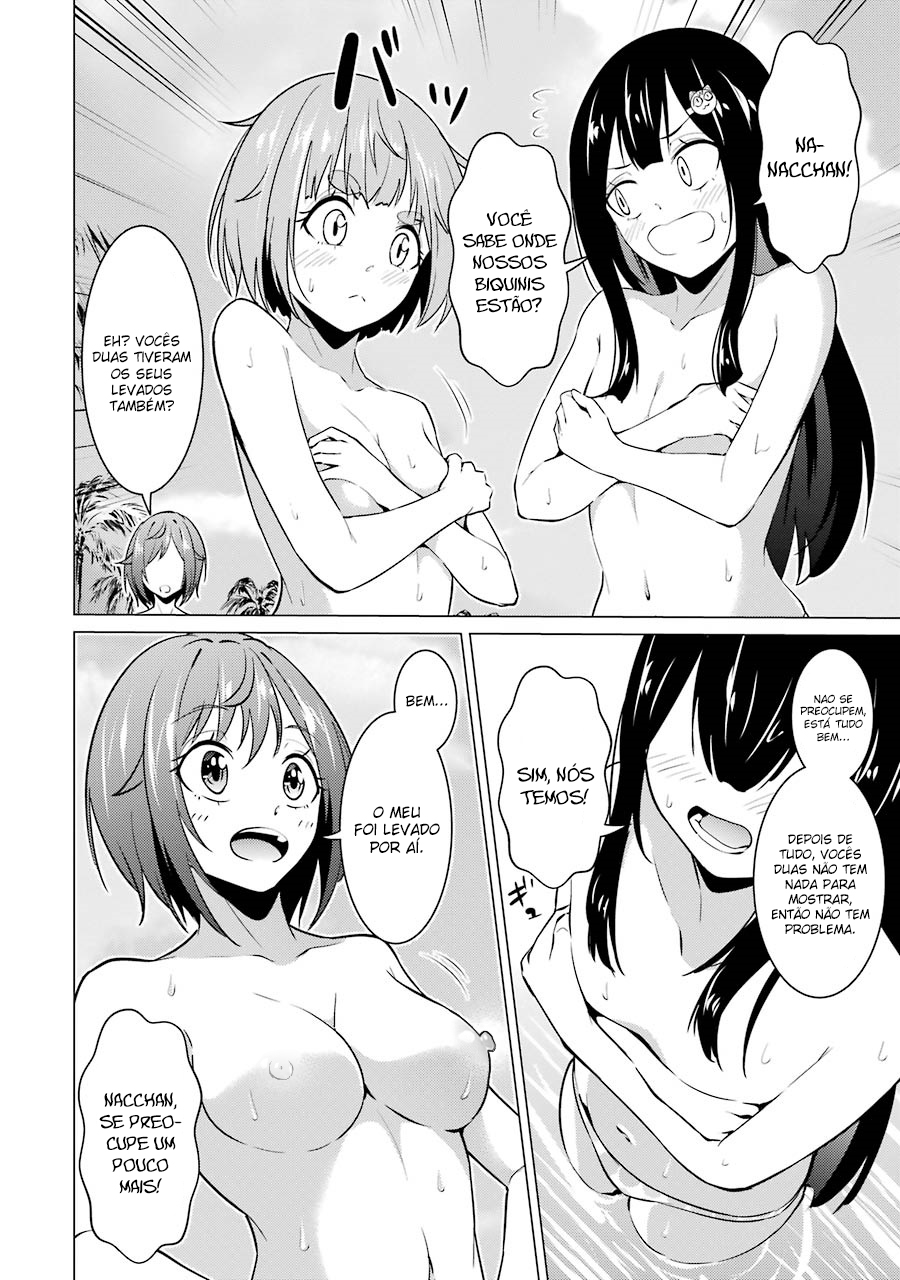 NA-
NACCHAN!
VOCÊ
SABE ONDE
NOSSOS
BIQUINIS
ESTÃO?
バッ
EH? VOCÊS
DUAS TIVERAM
OS SEUS
LEVADOS
TAMBÉM?
NAO SE
PREOCUPEM,
ESTÁ TUDO
BEM...
DEPOIS DE
TUDO, VOCÊS
DUAS NÃO TEM
NADA PARA
MOSTRAR,
ENTÃO NÃO TEM
PROBLEMA.
SIM, NÓS
TEMOS!
BEM...
O MEU
FOI LEVADO
POR AÍ.
NACCHAN,
SE PREO-
CUPE UM
POUCO
MAIS!